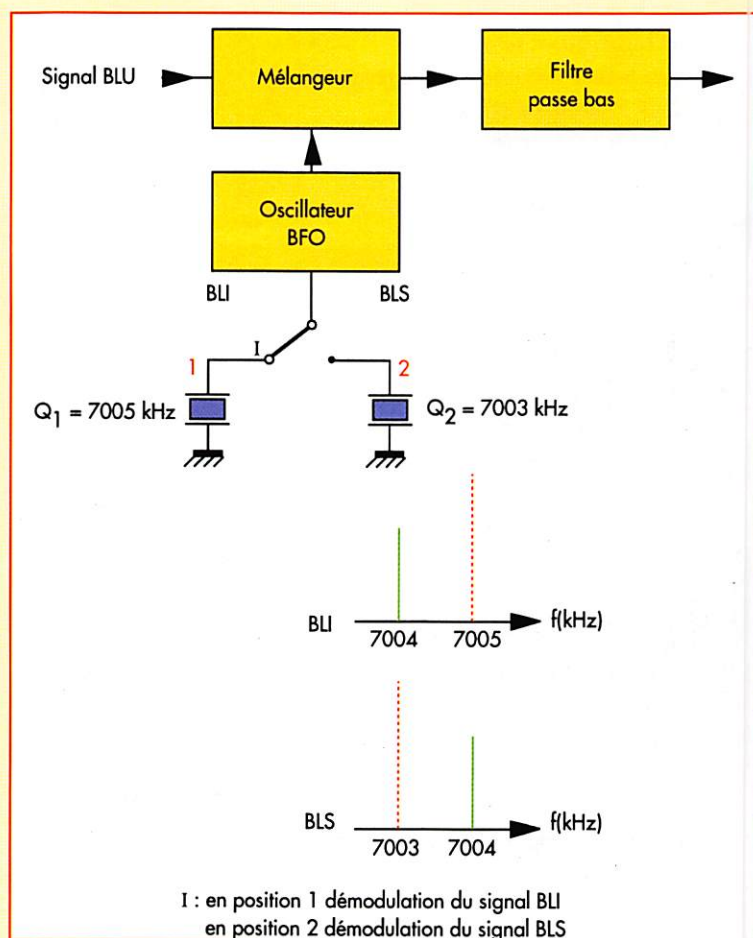 Signal BLU
Mélangeur
Filtre
passe bas
Oscillateur
BFO
BLI
BLS
I
1
2
Q1 = 7005 kHz
Q2 = 7003 kHz
BLI
7004
7005
f(kHz)
BLS
7003
7004
f(kHz)
I : en position 1 démodulation du signal BLI
en position 2 démodulation du signal BLS